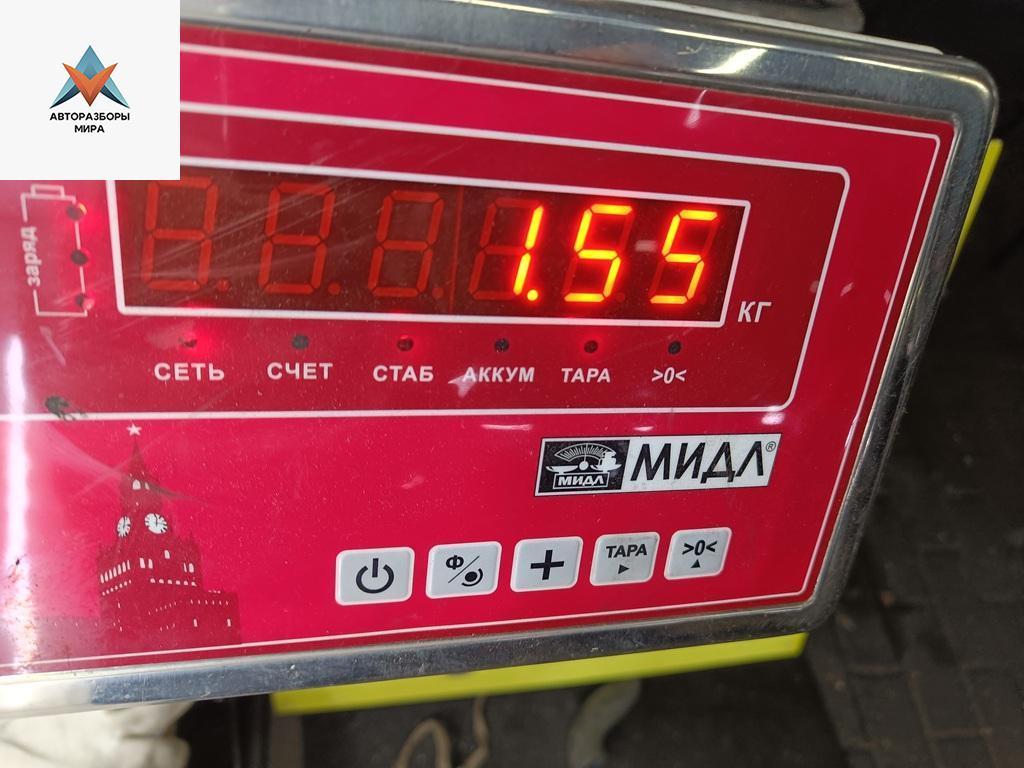 АВТОРАЗБОРЫ
МИРА
заряд
1.55
КГ
СЕТЬ СЧЕТ СТАБ АККУМ ТАРА >0<
МИДЛ МИДЛ®
Ф ТАРА >0<